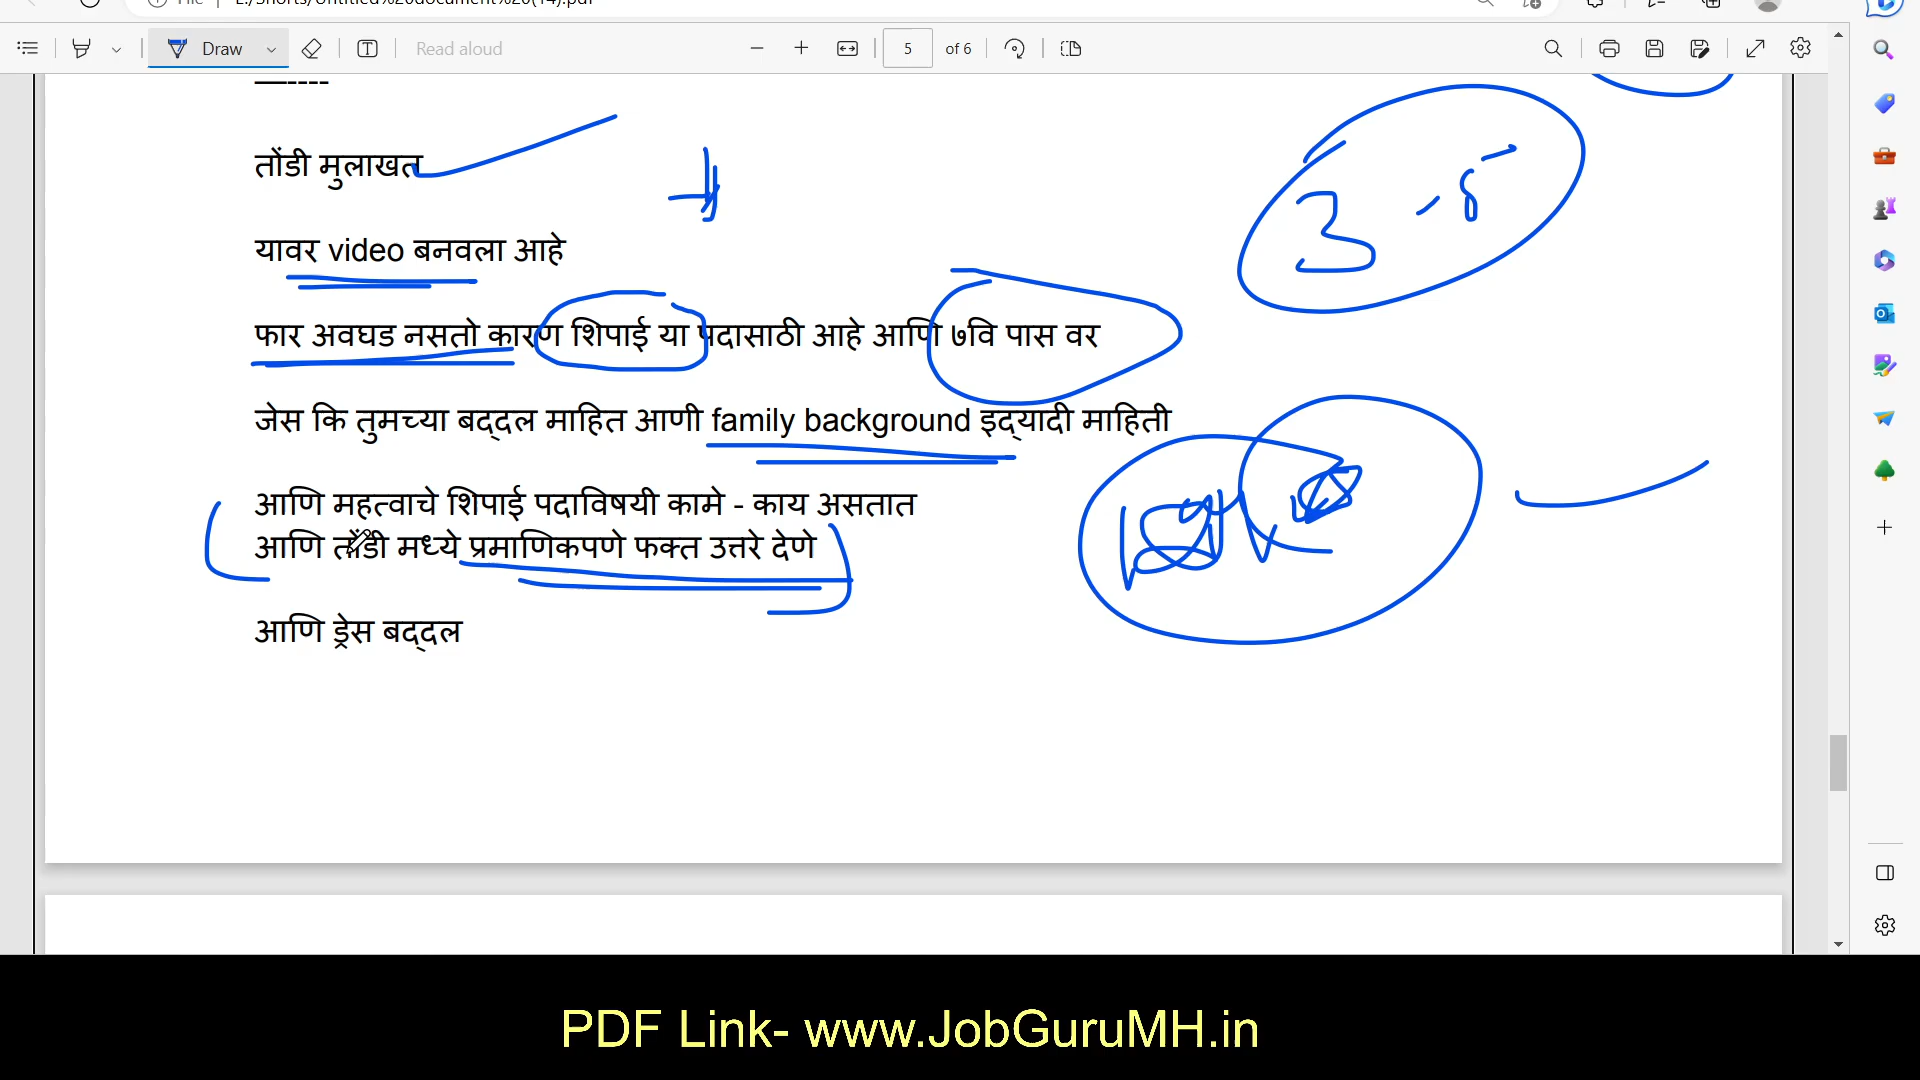 Draw
Read aloud
5 of 6
तोंडी मुलाखत
यावर video बनवला आहे
फार अवघड नसतो कारण शिपाई या पदासाठी आहे आणि ७वि पास वर
जेस कि तुमच्या बद्दल माहित आणी family background इद्यादी माहिती
आणि महत्वाचे शिपाई पदाविषयी कामे - काय असतात
आणि तोंडी मध्ये प्रमाणिकपणे फक्त उत्तरे देणे
आणि ड्रेस बद्दल
3 - 5
PDF Link- www.JobGuruMH.in